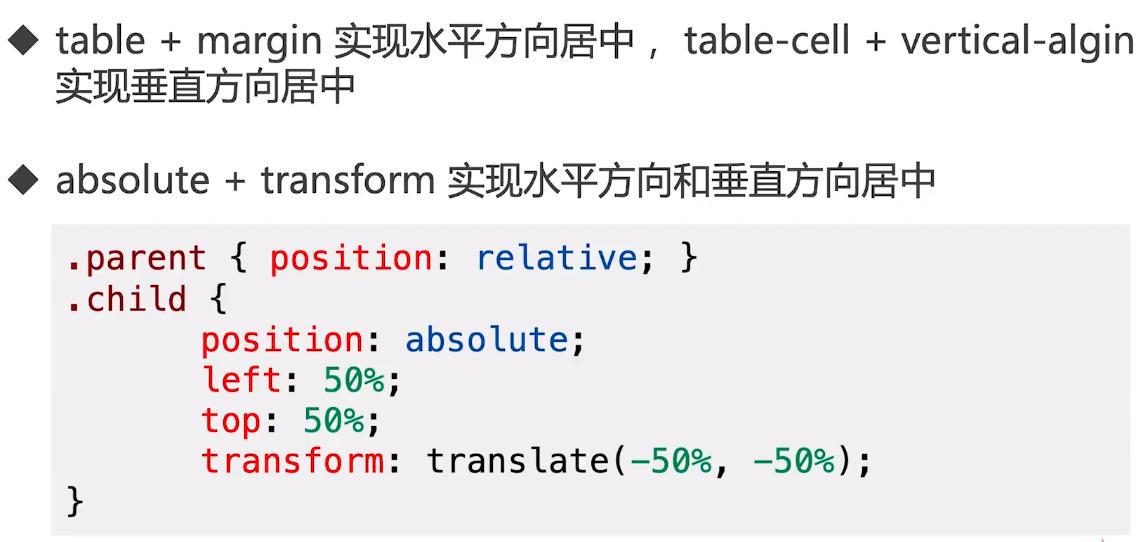 ◆ table + margin 实现水平方向居中， table-cell + vertical-algin
实现垂直方向居中
◆ absolute + transform 实现水平方向和垂直方向居中
.parent { position: relative; }
.child {
position: absolute;
left: 50%;
top: 50%;
transform: translate(-50%, -50%);
}